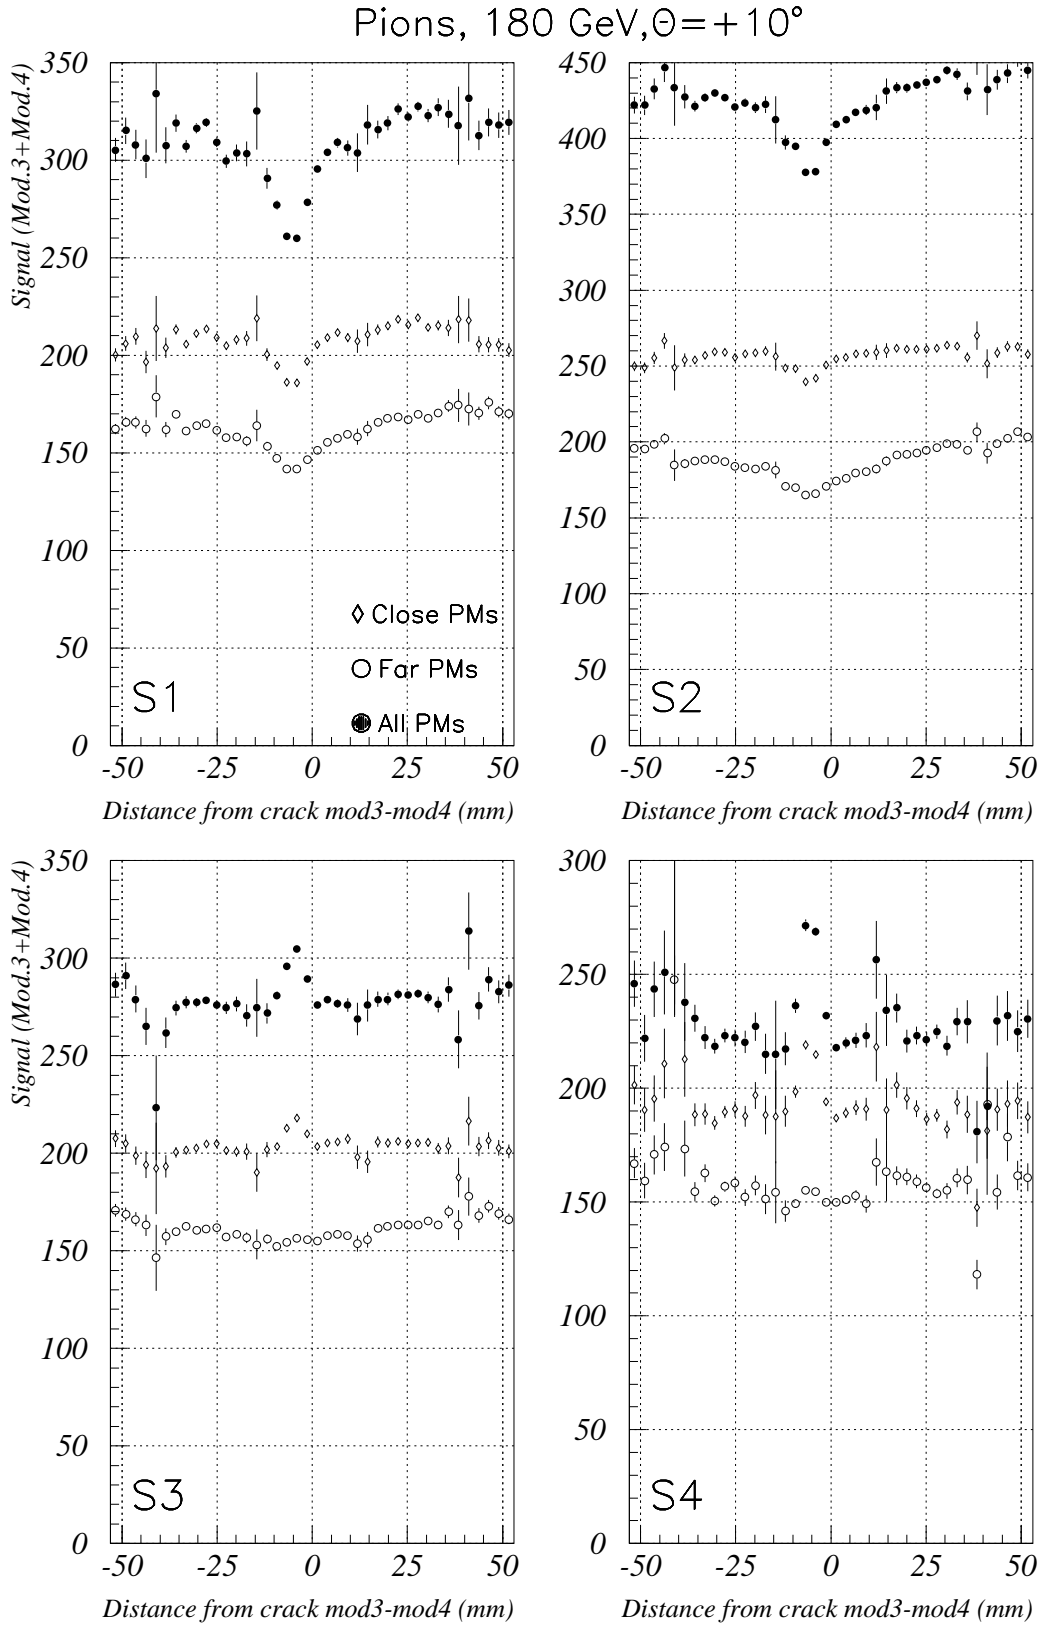 Pions, 180 GeV,Θ=+10°
Signal (Mod.3+Mod.4)
350
300
250
200
150
100
50
0
◇ Close PMs
○ Far PMs
● All PMs
S1
-50 -25 0 25 50
Distance from crack mod3-mod4 (mm)
450
400
350
300
250
200
150
100
50
0
S2
-50 -25 0 25 50
Distance from crack mod3-mod4 (mm)
Signal (Mod.3+Mod.4)
350
300
250
200
150
100
50
0
S3
-50 -25 0 25 50
Distance from crack mod3-mod4 (mm)
300
250
200
150
100
50
0
S4
-50 -25 0 25 50
Distance from crack mod3-mod4 (mm)